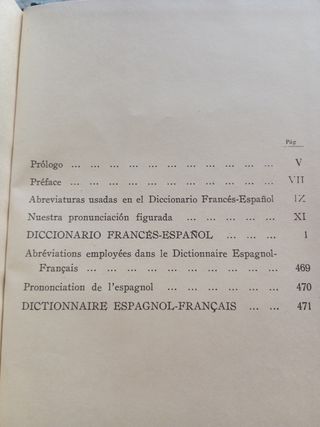 Pág
Prólogo ... ... ... ... ... ... ... ... ... ... ... V
Préface ... ... ... ... ... ... ... ... ... ... ... VII
Abreviaturas usadas en el Diccionario Francés-Español IX
Nuestra pronunciación figurada ... ... ... ... ... XI
DICCIONARIO FRANCÉS-ESPAÑOL ... ... ... 1
Abréviations employées dans le Dictionnaire Espagnol-
Français ... ... ... ... ... ... ... ... ... ... 469
Prononciation de l'espagnol ... ... ... ... ... ... 470
DICTIONNAIRE ESPAGNOL-FRANÇAIS ... ... 471